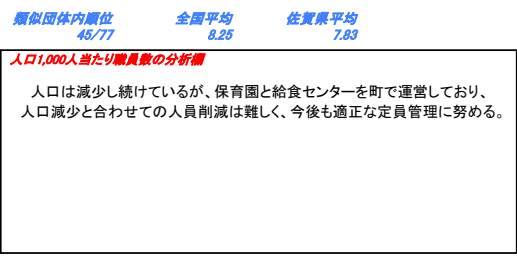 類似団体内順位 全国平均 佐賀県平均
45/77 8.25 7.83
人口1,000人当たり職員数の分析欄
人口は減少し続けているが、保育園と給食センターを町で運営しており、
人口減少と合わせての人員削減は難しく、今後も適正な定員管理に努める。